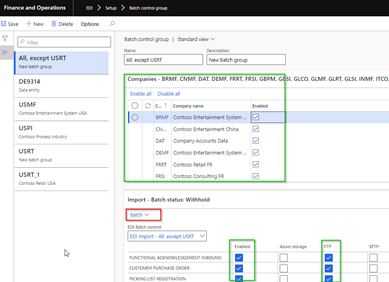 Finance and Operations
EDI > Setup > Batch control group
Save + New Delete Options
Filter
All, except USRT
New batch group
DE9314
Data entity
USMF
Contoso Entertainment System USA
USPI
Contoso Process Industry
USRT
New batch group
USRT_1
Contoso Retail USA
Batch control group | Standard view
Name
Description
All, except USRT
New batch group
Companies - BRMF, CNMF, DAT, DEMF, FRRT, FRSI, GBPM, GBSI, GLCO, GLMF, GLRT, GLSI, INMF, ITCO,
Enable all Disable all
C... Company name Enabled
BRMF Contoso Entertainment System ...
CN... Contoso Entertainment China
DAT Company Accounts Data
DEMF Contoso Entertainment System ...
FRRT Contoso Retail FR
FRSI Contoso Consulting FR
Import - Batch status: Withhold
Batch
EDI Batch control
EDI import - All, except USRT
Enabled Azure storage FTP SFTP
FUNCTIONAL ACKNOWLEDGEMENT INBOUND
CUSTOMER PURCHASE ORDER
PICKING LIST REGISTRATION